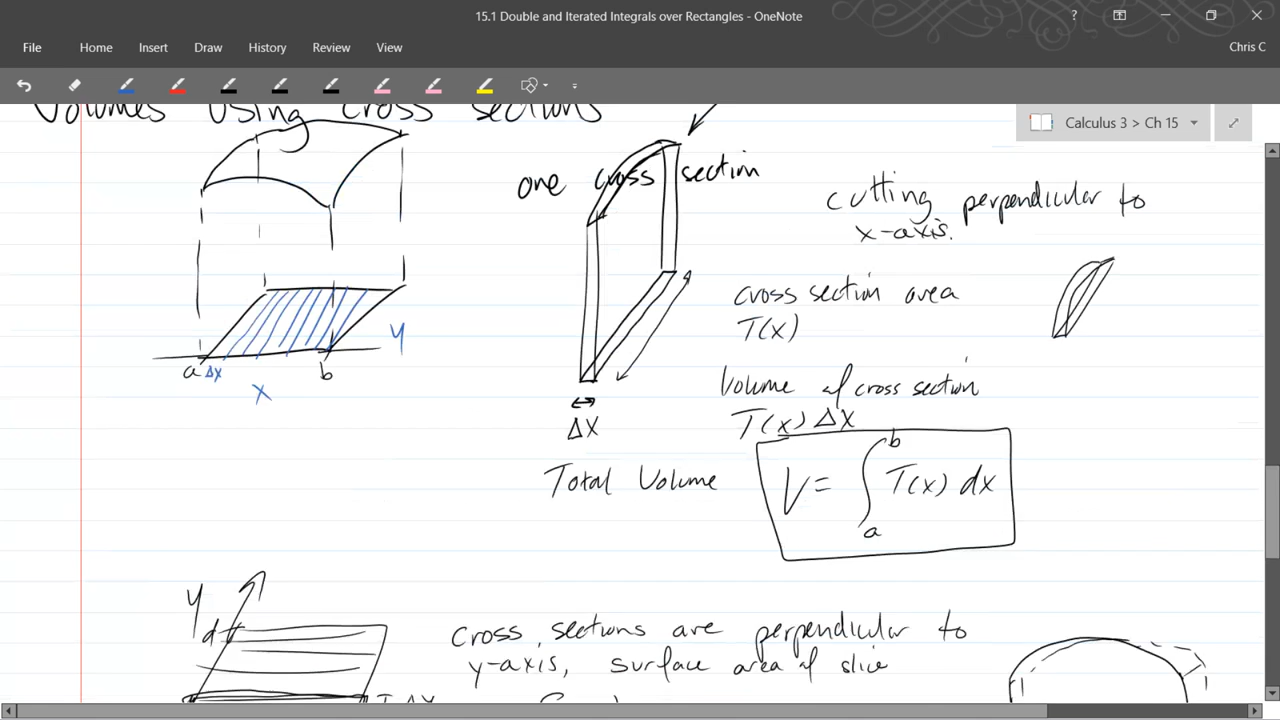 15.1 Double and Iterated Integrals over Rectangles - OneNote
?
File Home Insert Draw History Review View
Chris C
Calculus 3 > Ch 15
Volumes using cross sections
one cross section
cutting perpendicular to
x-axis.
cross section area
T(x)
y
a Δx b
x
Volume of cross section
T(x) Δx
Δx
Total Volume V = ∫ₐᵇ T(x) dx
y
d
cross sections are perpendicular to
y-axis, surface area of slice